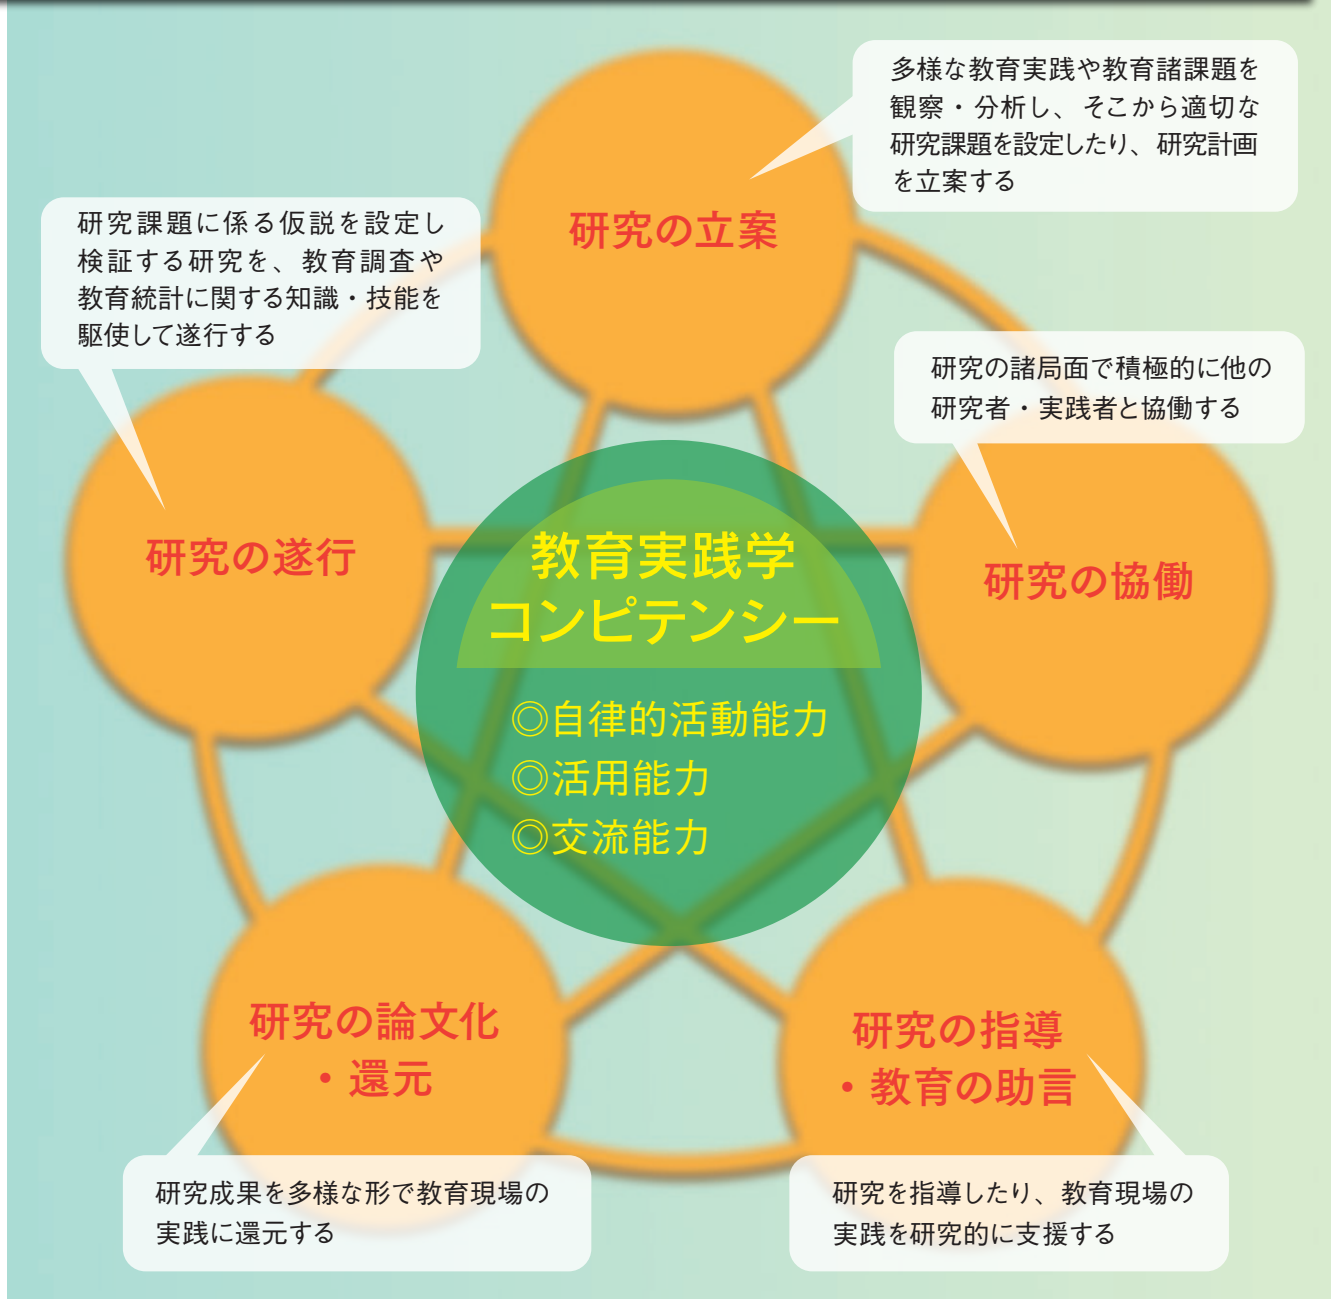 多様な教育実践や教育諸課題を
観察・分析し、そこから適切な
研究課題を設定したり、研究計画
を立案する
研究の立案
研究課題に係る仮説を設定し
検証する研究を、教育調査や
教育統計に関する知識・技能を
駆使して遂行する
研究の遂行
研究の諸局面で積極的に他の
研究者・実践者と協働する
研究の協働
教育実践学
コンピテンシー
◎自律的活動能力
◎活用能力
◎交流能力
研究の論文化
・還元
研究成果を多様な形で教育現場の
実践に還元する
研究の指導
・教育の助言
研究を指導したり、教育現場の
実践を研究的に支援する